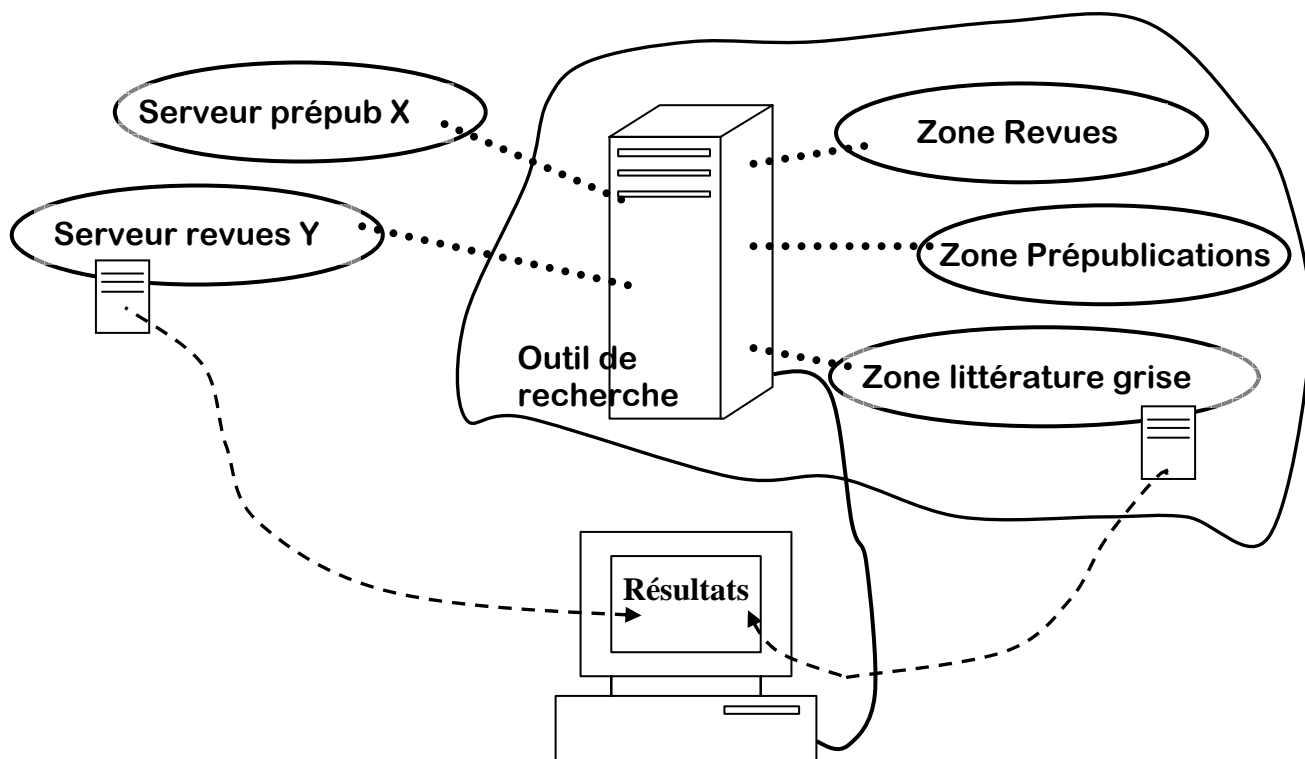 Serveur prépub X
Zone Revues
Serveur revues Y
Zone Prépublications
Outil de
recherche
Zone littérature grise
Résultats